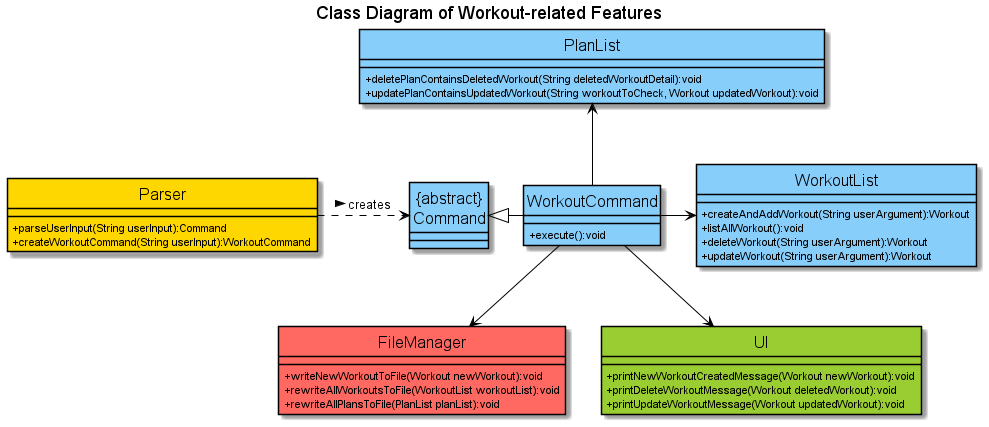 Class Diagram of Workout-related Features
PlanList
+deletePlanContainsDeletedWorkout(String deletedWorkoutDetail):void
+updatePlanContainsUpdatedWorkout(String workoutToCheck, Workout updatedWorkout):void
Parser
+parseUserInput(String userInput):Command
+createWorkoutCommand(String userInput):WorkoutCommand
creates
{abstract}
Command
WorkoutCommand
+execute():void
WorkoutList
+createAndAddWorkout(String userArgument):Workout
+listAllWorkout():void
+deleteWorkout(String userArgument):Workout
+updateWorkout(String userArgument):Workout
FileManager
+writeNewWorkoutToFile(Workout newWorkout):void
+rewriteAllWorkoutsToFile(WorkoutList workoutList):void
+rewriteAllPlansToFile(PlanList planList):void
UI
+printNewWorkoutCreatedMessage(Workout newWorkout):void
+printDeleteWorkoutMessage(Workout deletedWorkout):void
+printUpdateWorkoutMessage(Workout updatedWorkout):void